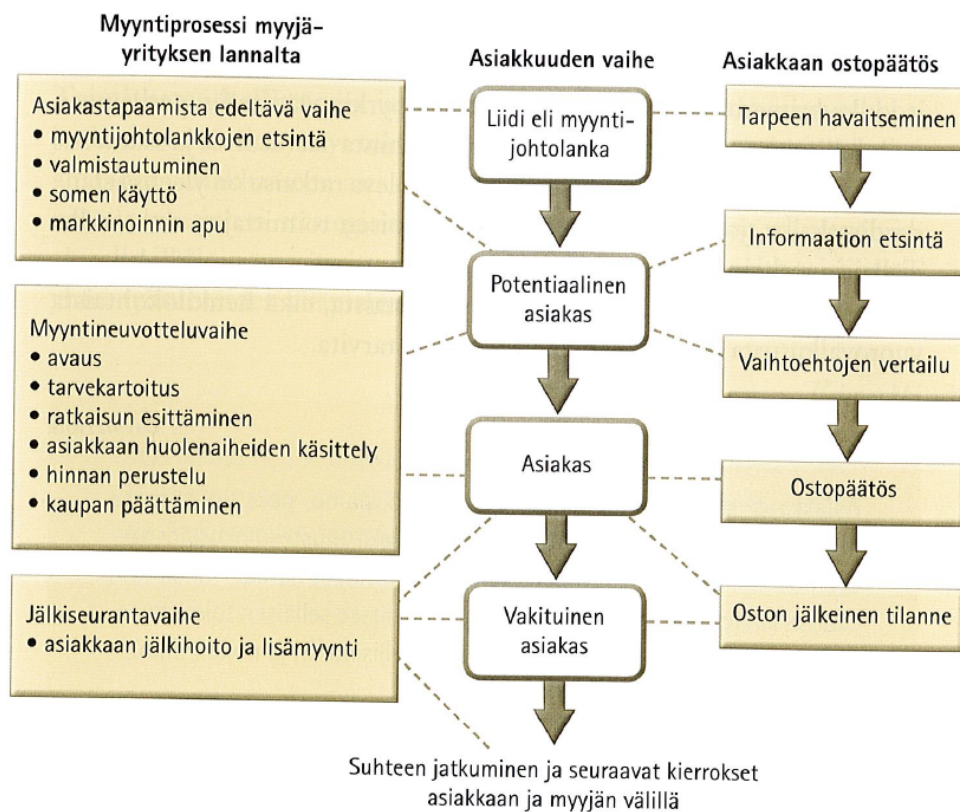 Myyntiprosessi myyjä-
yrityksen lannalta
Asiakastapaamista edeltävä vaihe
• myyntijohtolankkojen etsintä
• valmistautuminen
• somen käyttö
• markkinoinnin apu
Myyntineuvotteluvaihe
• avaus
• tarvekartoitus
• ratkaisun esittäminen
• asiakkaan huolenaiheiden käsittely
• hinnan perustelu
• kaupan päättäminen
Jälkiseurantavaihe
• asiakkaan jälkihoito ja lisämyynti
Asiakkuuden vaihe
Liidi eli myynti-
johtolanka
Potentiaalinen
asiakas
Asiakas
Vakituinen
asiakas
Suhteen jatkuminen ja seuraavat kierrokset
asiakkaan ja myyjän välillä
Asiakkaan ostopäätös
Tarpeen havaitseminen
Informaation etsintä
Vaihtoehtojen vertailu
Ostopäätös
Oston jälkeinen tilanne